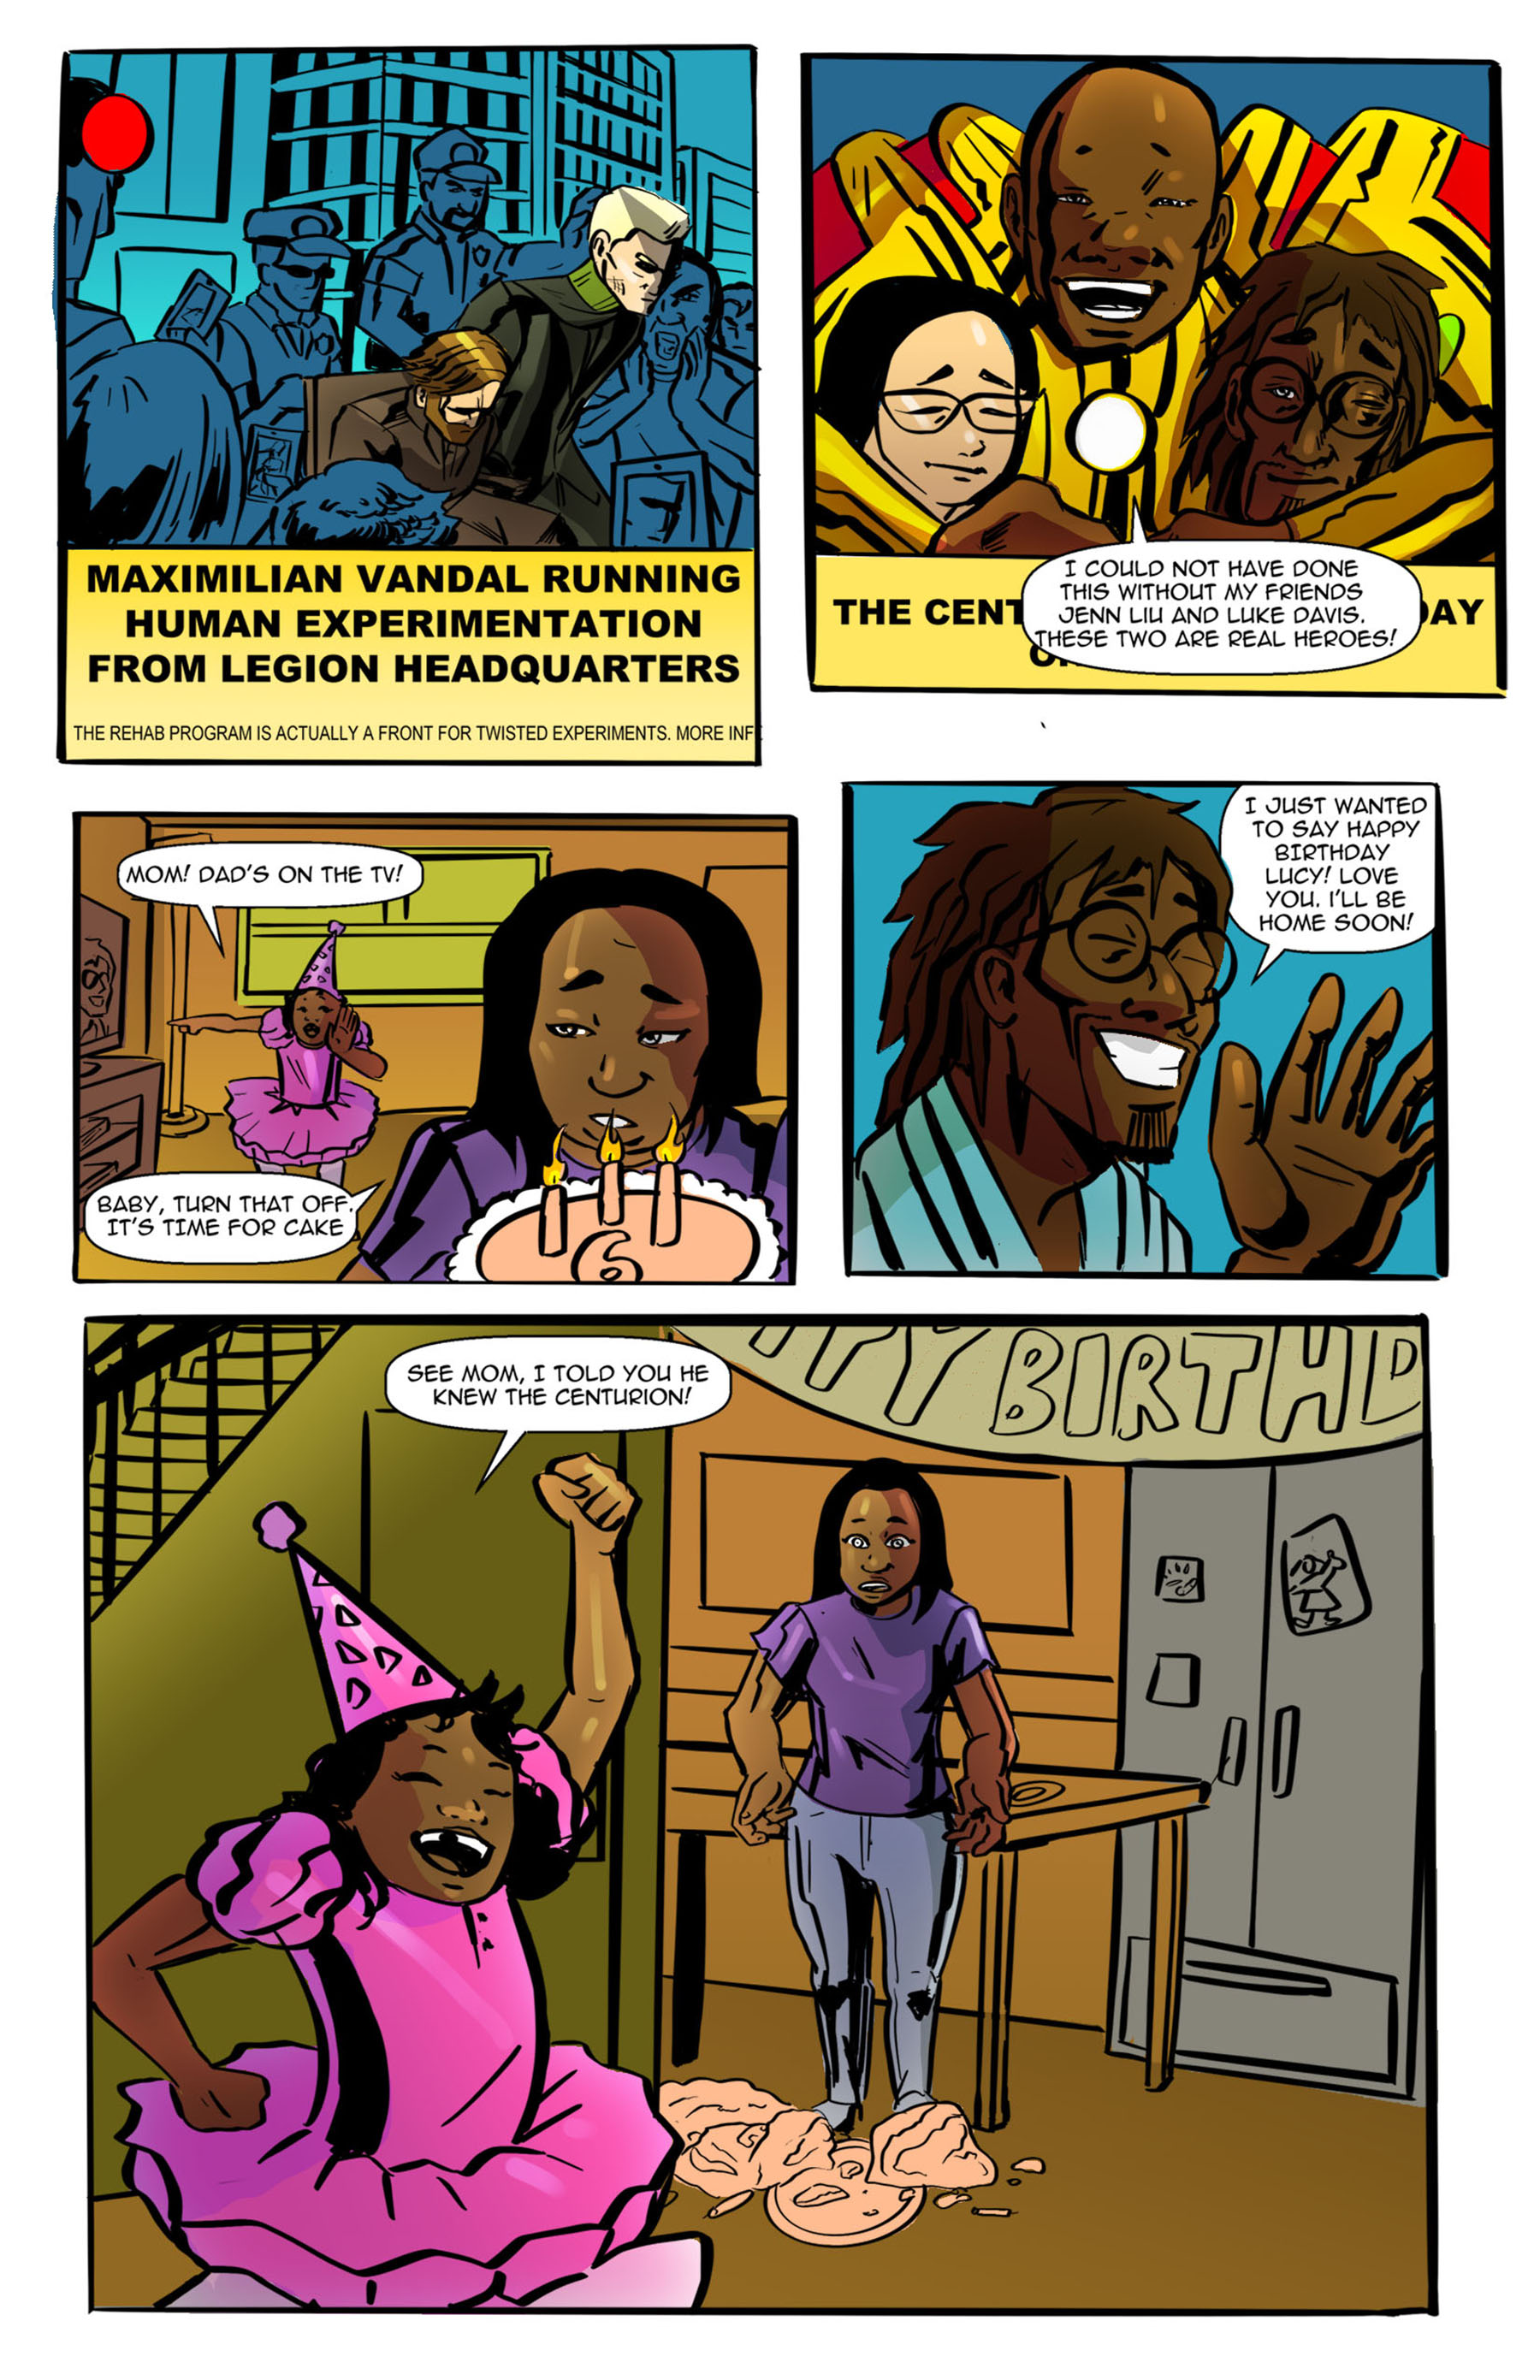 MAXIMILIAN VANDAL RUNNING
HUMAN EXPERIMENTATION
FROM LEGION HEADQUARTERS
THE REHAB PROGRAM IS ACTUALLY A FRONT FOR TWISTED EXPERIMENTS. MORE INF
THE CENT
I COULD NOT HAVE DONE
THIS WITHOUT MY FRIENDS
JENN LIU AND LUKE DAVIS.
THESE TWO ARE REAL HEROES!
MOM! DAD'S ON THE TV!
BABY, TURN THAT OFF.
IT'S TIME FOR CAKE
6
I JUST WANTED
TO SAY HAPPY
BIRTHDAY
LUCY! LOVE
YOU. I'LL BE
HOME SOON!
SEE MOM, I TOLD YOU HE
KNEW THE CENTURION!
PPY BIRTHD